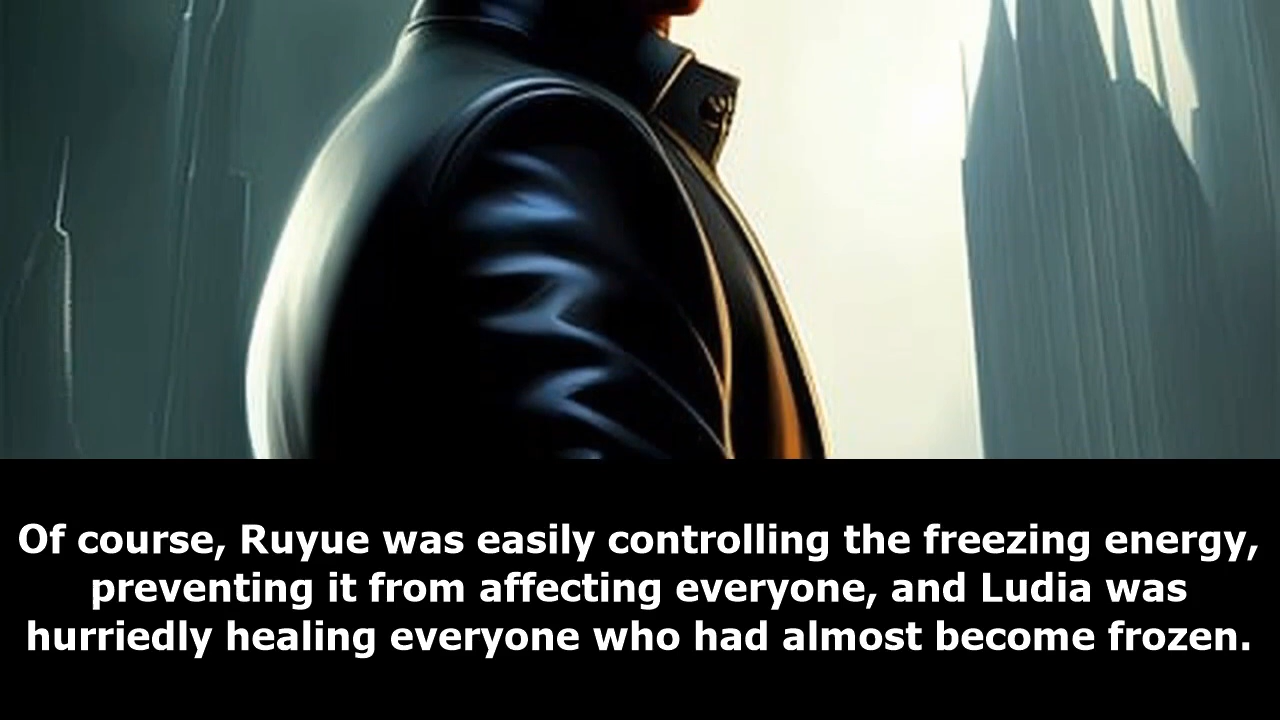 Of course, Ruyue was easily controlling the freezing energy,
preventing it from affecting everyone, and Ludia was
hurriedly healing everyone who had almost become frozen.